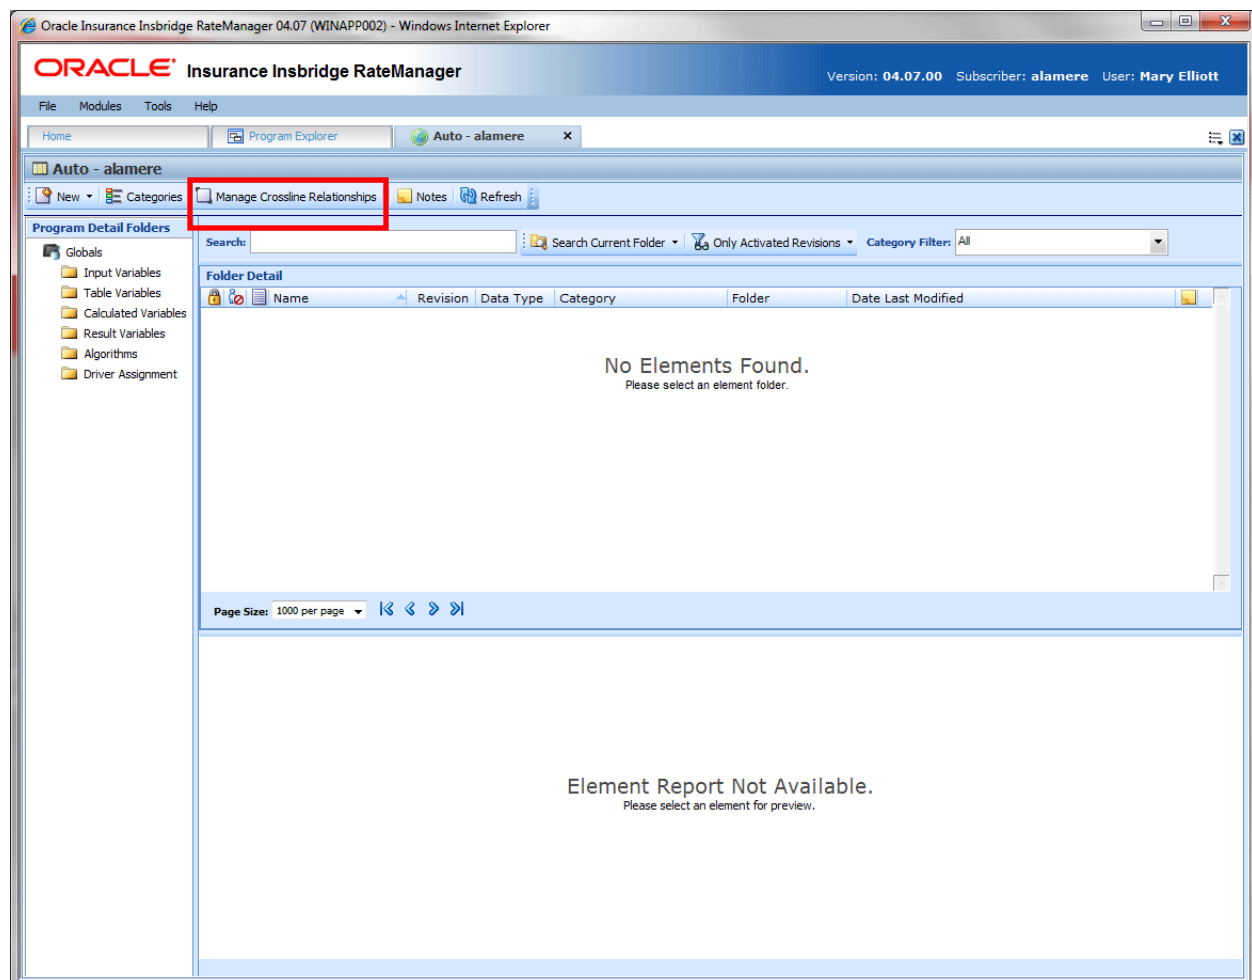 Oracle Insurance Insbridge RateManager 04.07 (WINAPP002) - Windows Internet Explorer
ORACLE Insurance Insbridge RateManager
Version: 04.07.00 Subscriber: alamere User: Mary Elliott
File Modules Tools Help
Home Program Explorer Auto - alamere
Auto - alamere
New Categories Manage Crossline Relationships Notes Refresh
Program Detail Folders
Globals
Input Variables
Table Variables
Calculated Variables
Result Variables
Algorithms
Driver Assignment
Search: Search Current Folder Only Activated Revisions Category Filter: All
Folder Detail
Name Revision Data Type Category Folder Date Last Modified
No Elements Found.
Please select an element folder.
Page Size: 1000 per page
Element Report Not Available.
Please select an element for preview.